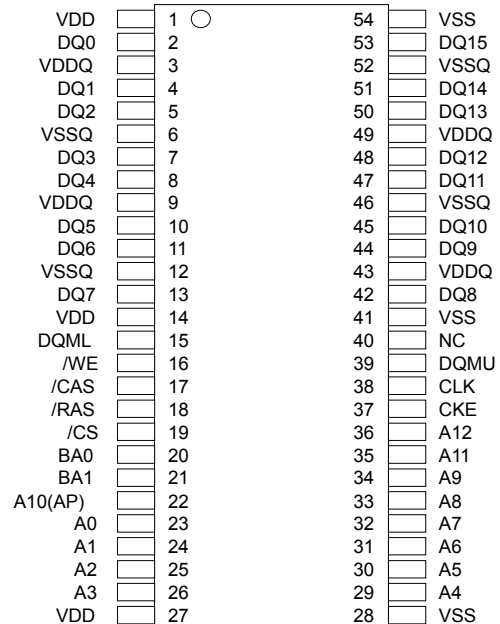 VDD 1 54 VSS
DQ0 2 53 DQ15
VDDQ 3 52 VSSQ
DQ1 4 51 DQ14
DQ2 5 50 DQ13
VSSQ 6 49 VDDQ
DQ3 7 48 DQ12
DQ4 8 47 DQ11
VDDQ 9 46 VSSQ
DQ5 10 45 DQ10
DQ6 11 44 DQ9
VSSQ 12 43 VDDQ
DQ7 13 42 DQ8
VDD 14 41 VSS
DQML 15 40 NC
/WE 16 39 DQMU
/CAS 17 38 CLK
/RAS 18 37 CKE
/CS 19 36 A12
BA0 20 35 A11
BA1 21 34 A9
A10(AP) 22 33 A8
A0 23 32 A7
A1 24 31 A6
A2 25 30 A5
A3 26 29 A4
VDD 27 28 VSS